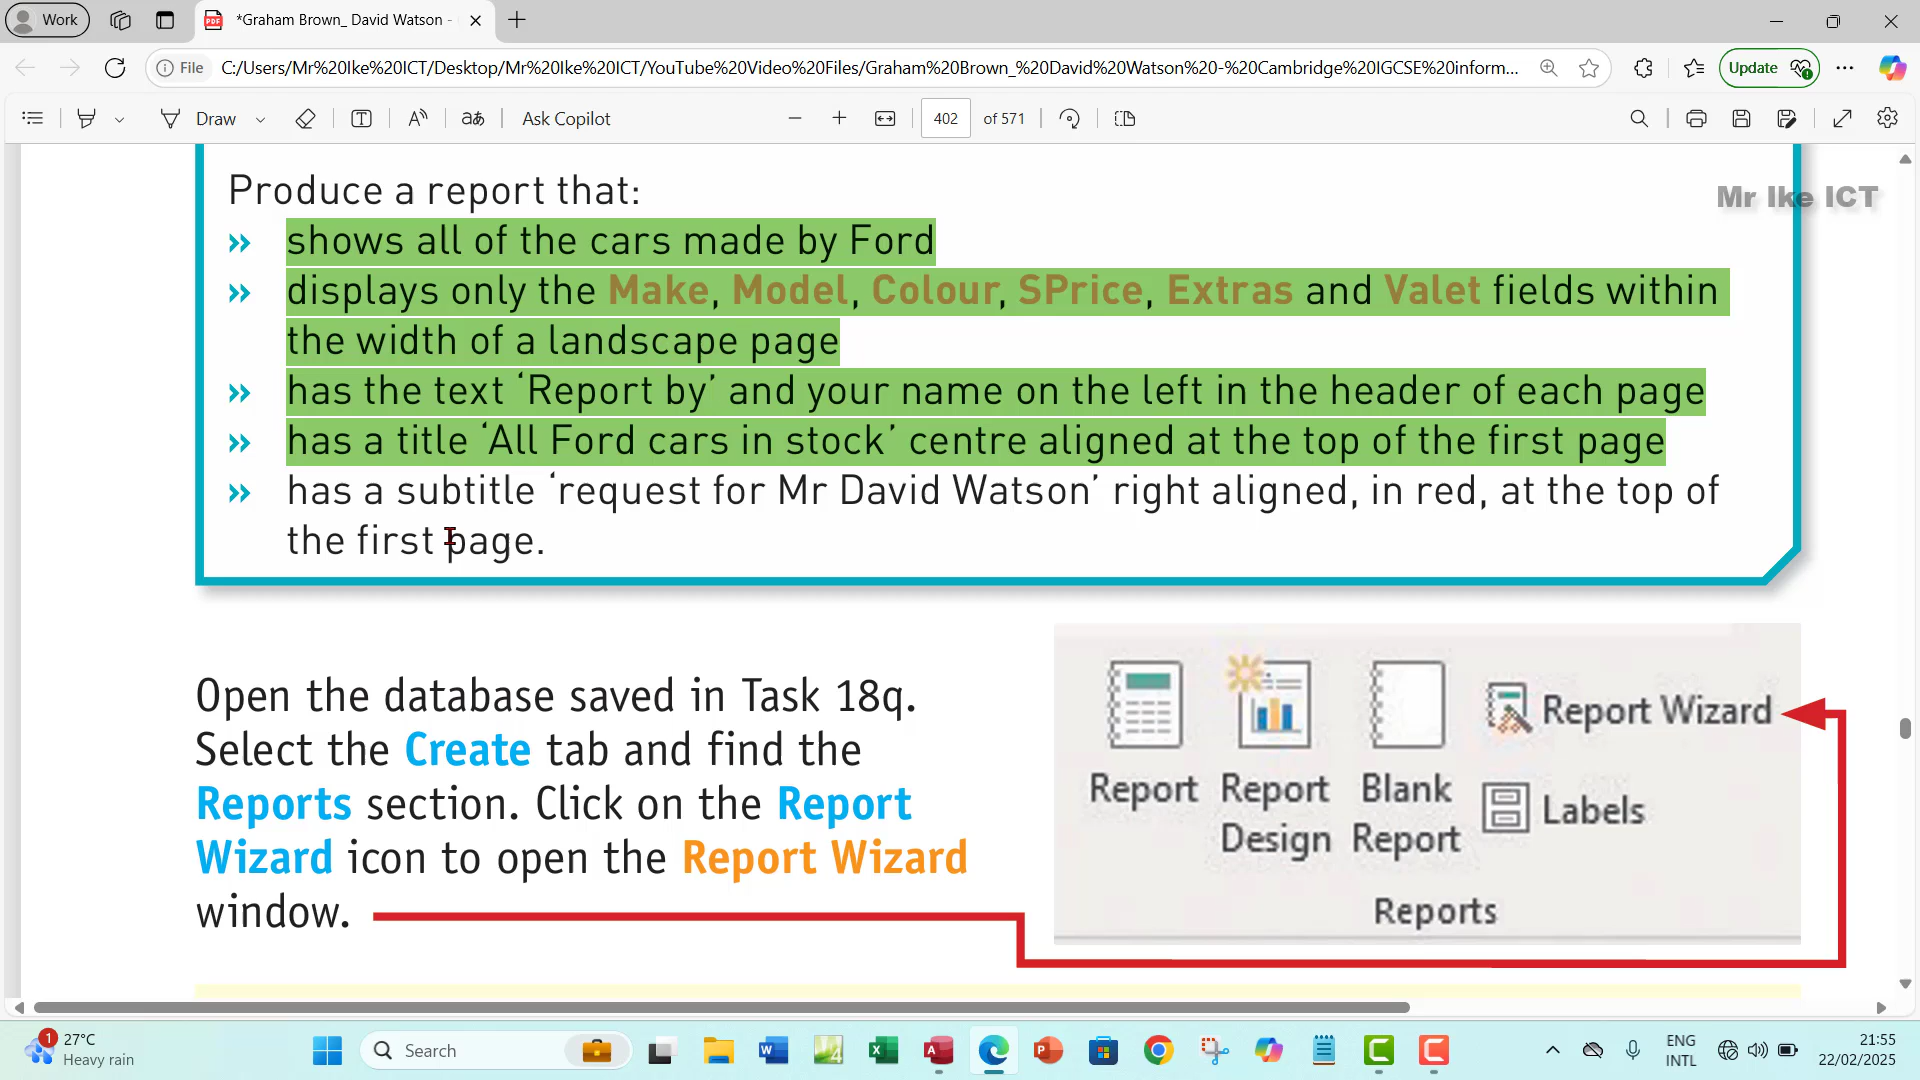 Work
*Graham Brown_ David Watson -
File
C:/Users/Mr%20Ike%20ICT/Desktop/Mr%20Ike%20ICT/YouTube%20Video%20Files/Graham%20Brown_%20David%20Watson%20-%20Cambridge%20IGCSE%20inform...
Update
Draw
Ask Copilot
402 of 571
Mr Ike ICT
Produce a report that:
» shows all of the cars made by Ford
» displays only the Make, Model, Colour, SPrice, Extras and Valet fields within
the width of a landscape page
» has the text ‘Report by’ and your name on the left in the header of each page
» has a title ‘All Ford cars in stock’ centre aligned at the top of the first page
» has a subtitle ‘request for Mr David Watson’ right aligned, in red, at the top of
the first page.
Open the database saved in Task 18q.
Select the Create tab and find the
Reports section. Click on the Report
Wizard icon to open the Report Wizard
window.
Report
Report
Design
Blank
Report
Report Wizard
Labels
Reports
1
27°C
Heavy rain
Search
ENG
INTL
21:55
22/02/2025